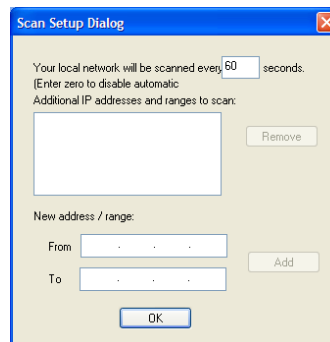 Scan Setup Dialog
Your local network will be scanned every 60 seconds.
(Enter zero to disable automatic
Additional IP addresses and ranges to scan:
Remove
New address / range:
From . . .
Add
To . . .
OK